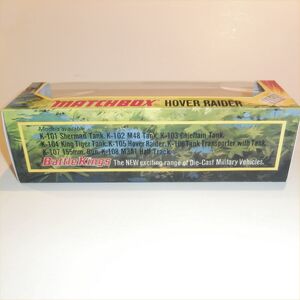 MATCHBOX HOVER RAIDER
Models available
K-101 Sherman Tank, K-102 M48 Tank, K-103 Chieftain Tank,
K-104 King Tiger Tank, K-105 Hover Raider, K-106 Tank Transporter with Tank,
K-107 155mm. Gun, K-108 M3A1 Half Track.
BattleKings The NEW exciting range of Die-Cast Military Vehicles.